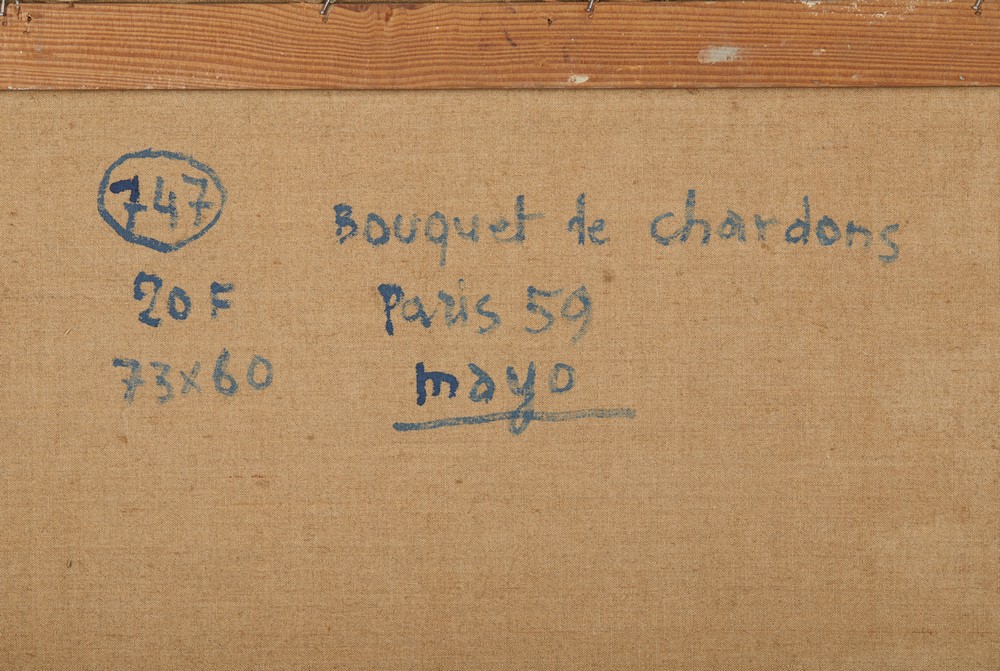 747
Bouquet de chardons
20 F
Paris 59
73x60
mayo